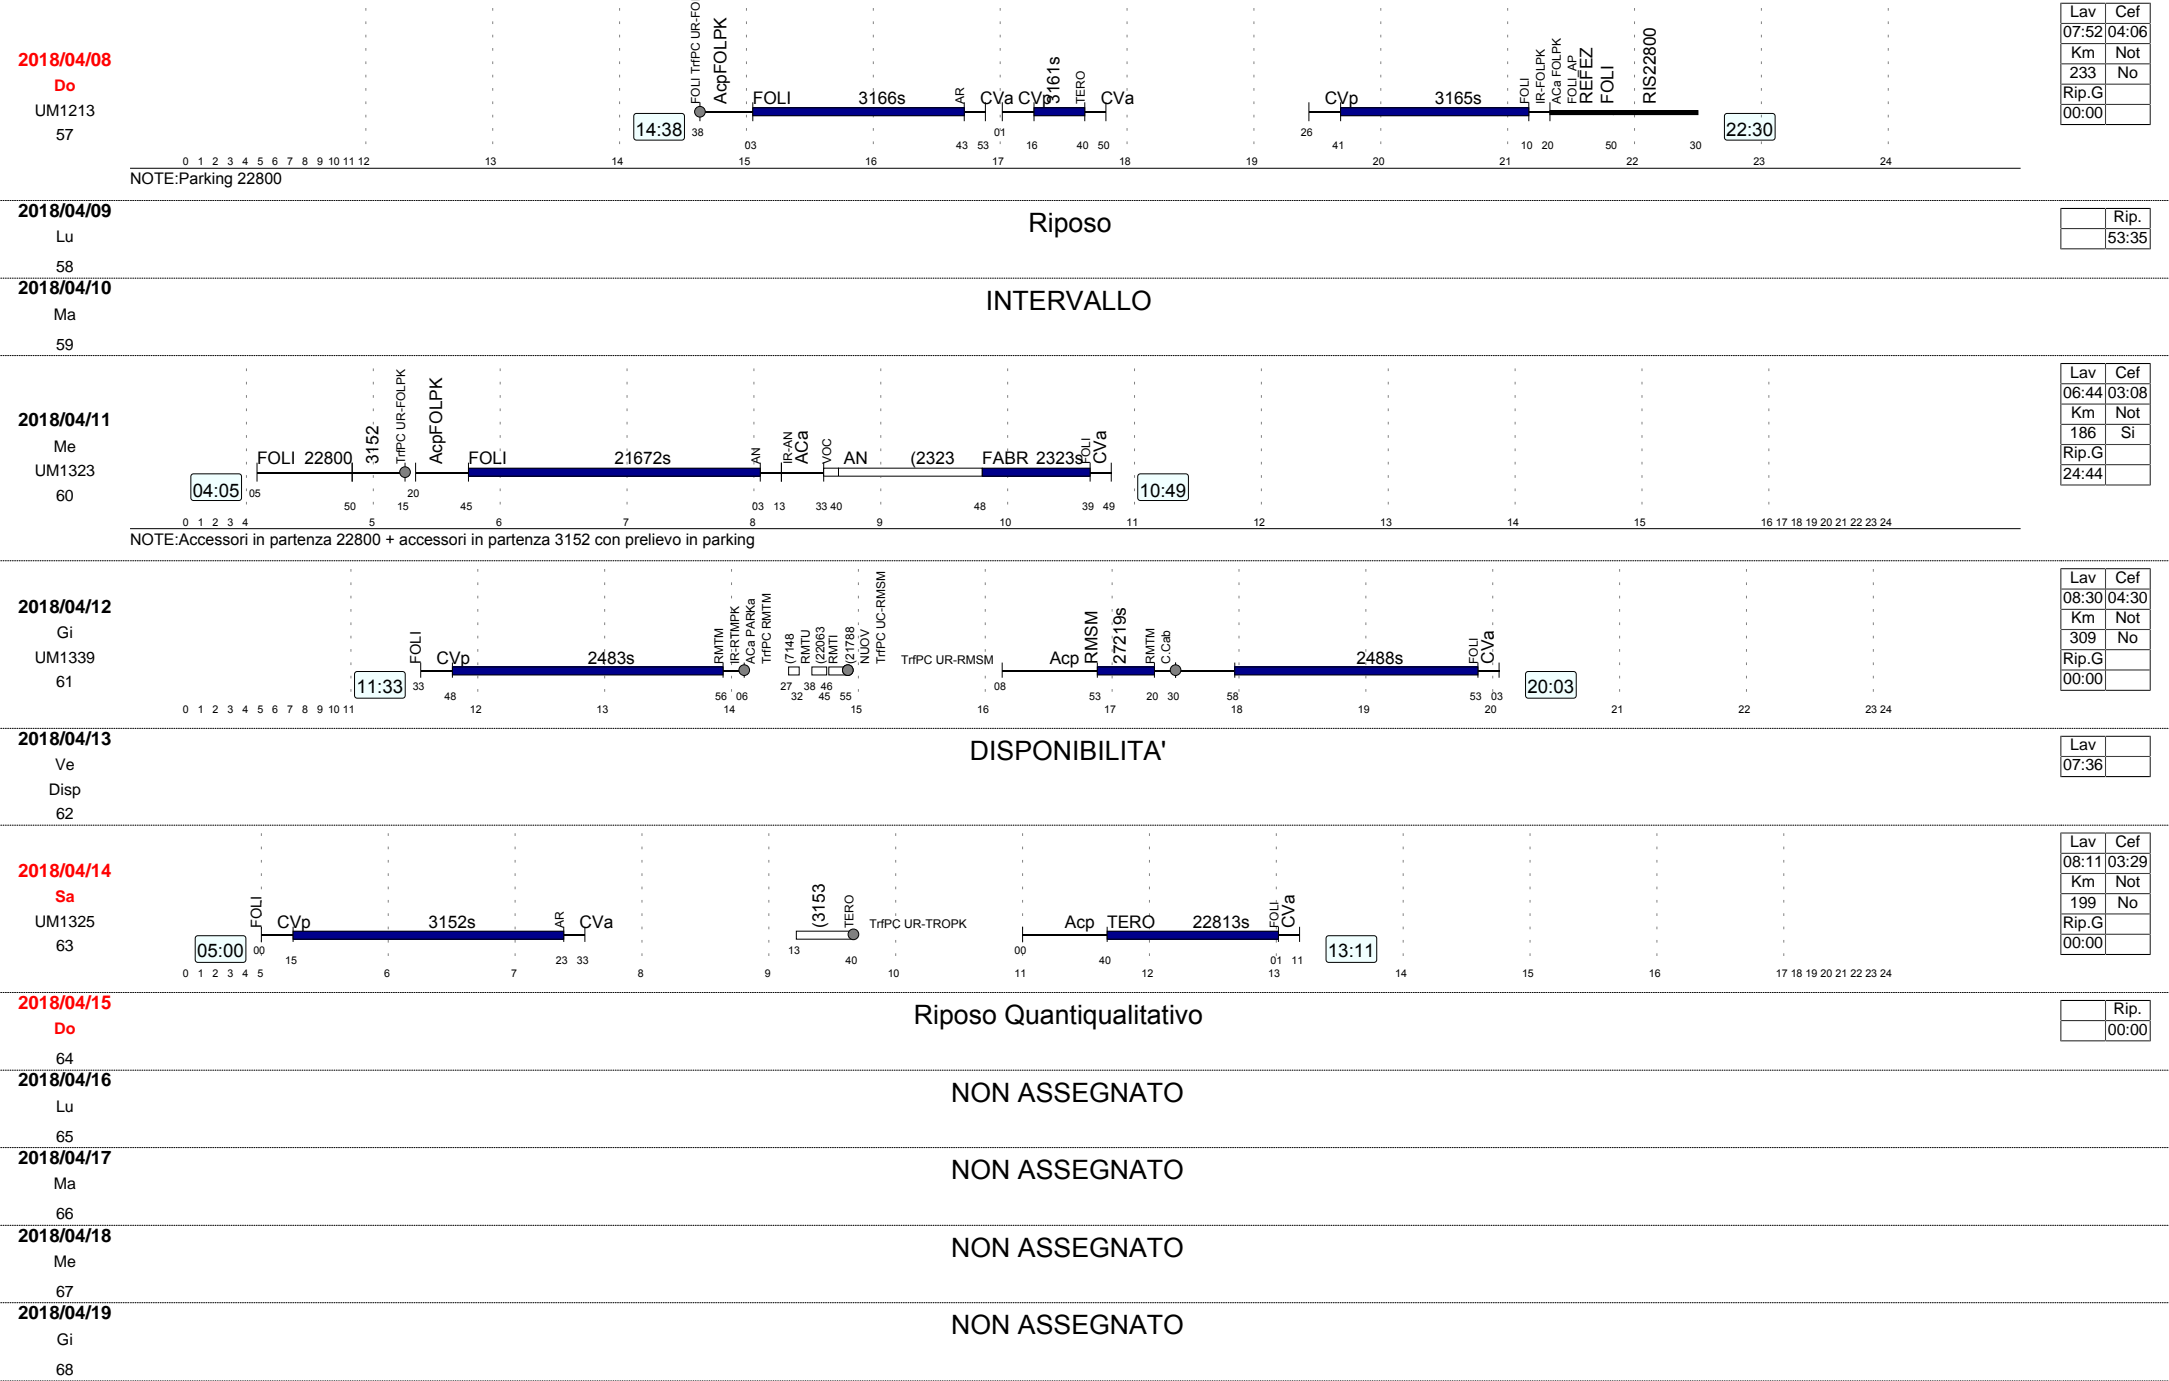 2018/04/08
Do
UM1213
57
14:38
FOLI TrfPC UR-FO
AcpFOLPK
FOLI 3166s AR CVa CVp 3161s TERO CVa CVp 3165s FOLI IR-FOLPK ACa FOLPK FOLI_AP REFEZ FOLI RIS22800
38 01 26
03 43 53 16 40 50 41 10 20 50 30
22:30
0 1 2 3 4 5 6 7 8 9 10 11 12 13 14 15 16 17 18 19 20 21 22 23 24
NOTE:Parking 22800
Lav Cef
07:52 04:06
Km Not
233 No
Rip.G
00:00
2018/04/09
Lu
58
Riposo
Rip.
53:35
2018/04/10
Ma
59
INTERVALLO
2018/04/11
Me
UM1323
60
04:05
FOLI 22800 3152 TrfPC UR-FOLPK AcpFOLPK FOLI 21672s AN IR-AN ACa VOC AN (2323 FABR 2323s FOLI CVa
05 20
50 15 45 03 13 33 40 48 39 49
10:49
0 1 2 3 4 5 6 7 8 9 10 11 12 13 14 15 16 17 18 19 20 21 22 23 24
NOTE:Accessori in partenza 22800 + accessori in partenza 3152 con prelievo in parking
Lav Cef
06:44 03:08
Km Not
186 Si
Rip.G
24:44
2018/04/12
Gi
UM1339
61
11:33
FOLI CVp 2483s RMTM IR-RTMPK ACa PARKa TrfPC RMTM (7148 RMTU (22063 RMTI (21788 NUOV TrfPC UC-RMSM TrfPC UR-RMSM Acp RMSM 27219s RMTM C.Cab 2488s FOLI CVa
33 27 38 46 08
48 56 06 32 45 55 53 20 30 58 53 03
20:03
0 1 2 3 4 5 6 7 8 9 10 11 12 13 14 15 16 17 18 19 20 21 22 23 24
Lav Cef
08:30 04:30
Km Not
309 No
Rip.G
00:00
2018/04/13
Ve
Disp
62
DISPONIBILITA'
Lav
07:36
2018/04/14
Sa
UM1325
63
05:00
FOLI CVp 3152s AR CVa (3153 TERO TrfPC UR-TROPK Acp TERO 22813s FOLI CVa
00 13 00
15 23 33 40 40 01 11
13:11
0 1 2 3 4 5 6 7 8 9 10 11 12 13 14 15 16 17 18 19 20 21 22 23 24
Lav Cef
08:11 03:29
Km Not
199 No
Rip.G
00:00
2018/04/15
Do
64
Riposo Quantiqualitativo
Rip.
00:00
2018/04/16
Lu
65
NON ASSEGNATO
2018/04/17
Ma
66
NON ASSEGNATO
2018/04/18
Me
67
NON ASSEGNATO
2018/04/19
Gi
68
NON ASSEGNATO